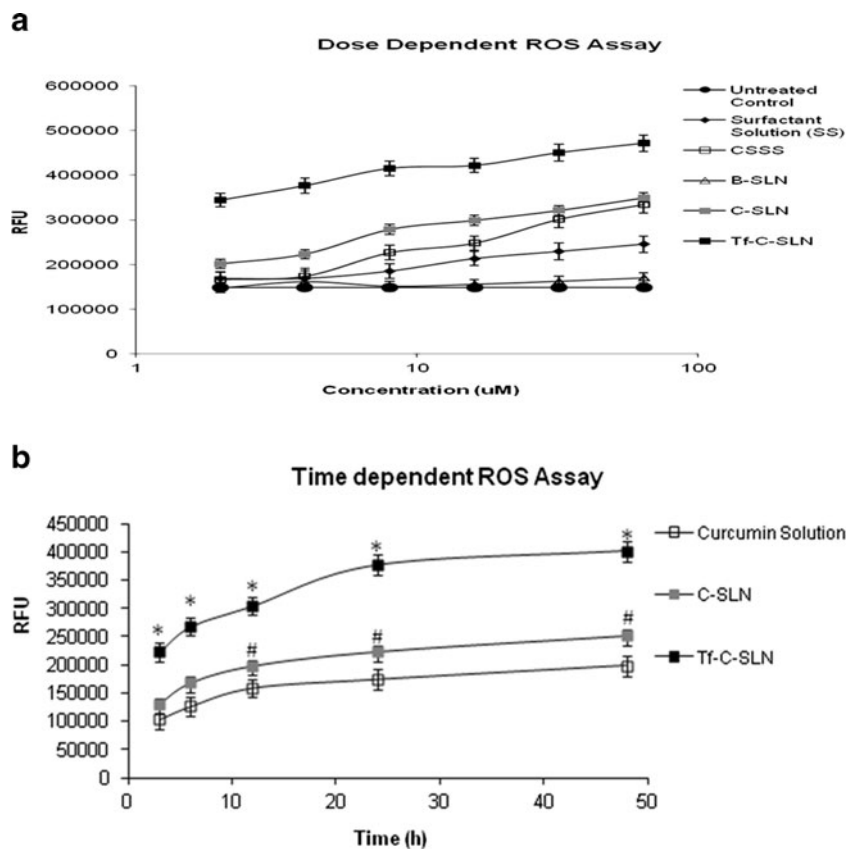 a
Dose Dependent ROS Assay
600000
500000
400000
300000
200000
100000
0
RFU
1
10
100
Concentration (uM)
Untreated
Control
Surfactant
Solution (SS)
CSSS
B-SLN
C-SLN
Tf-C-SLN
b
Time dependent ROS Assay
450000
400000
350000
300000
250000
200000
150000
100000
50000
0
RFU
*
*
*
*
*
#
#
#
0
10
20
30
40
50
Time (h)
Curcumin Solution
C-SLN
Tf-C-SLN